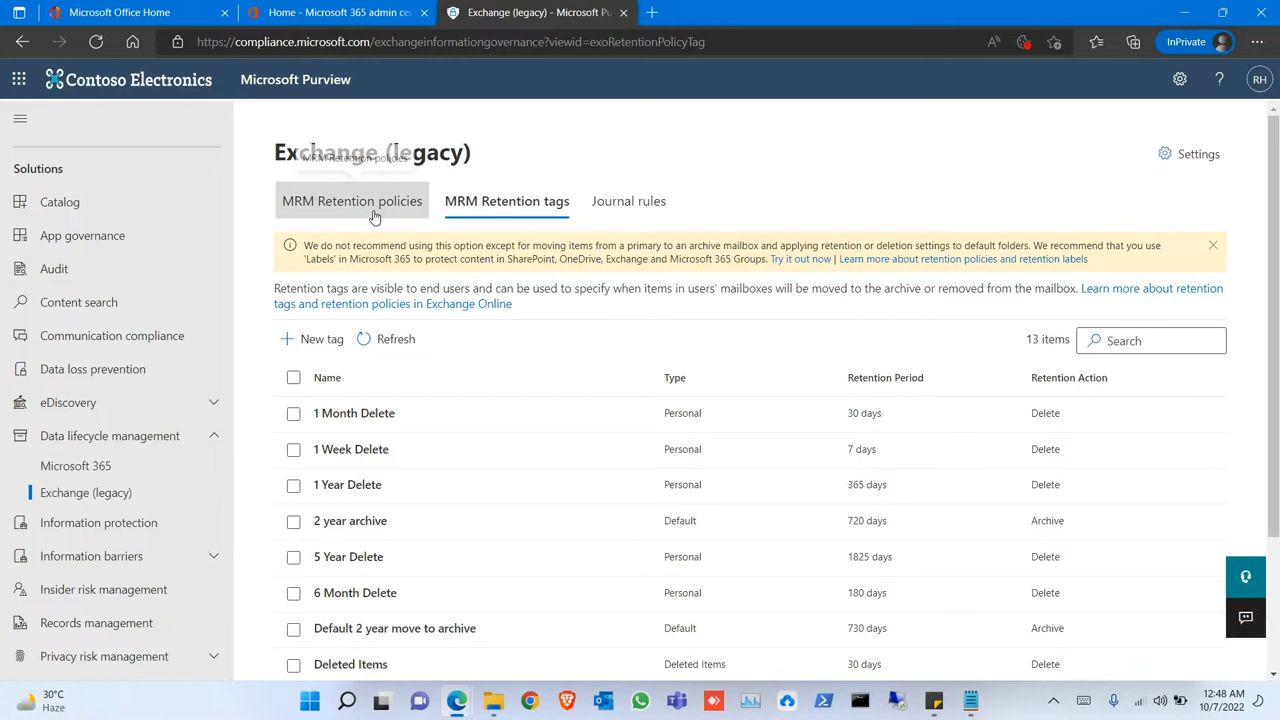 Microsoft Office Home
Home - Microsoft 365 admin cen
Exchange (legacy) - Microsoft Pu
https://compliance.microsoft.com/exchangeinformationgovernance?viewid=exoRetentionPolicyTag
InPrivate
Contoso Electronics
Microsoft Purview
RH
Exchange (legacy)
MRM Retention policies
Settings
Solutions
Catalog
App governance
Audit
Content search
Communication compliance
Data loss prevention
eDiscovery
Data lifecycle management
Microsoft 365
Exchange (legacy)
Information protection
Information barriers
Insider risk management
Records management
Privacy risk management
MRM Retention policies
MRM Retention tags
Journal rules
We do not recommend using this option except for moving items from a primary to an archive mailbox and applying retention or deletion settings to default folders. We recommend that you use
'Labels' in Microsoft 365 to protect content in SharePoint, OneDrive, Exchange and Microsoft 365 Groups. Try it out now | Learn more about retention policies and retention labels
Retention tags are visible to end users and can be used to specify when items in users' mailboxes will be moved to the archive or removed from the mailbox. Learn more about retention
tags and retention policies in Exchange Online
New tag
Refresh
13 items
Search
Name Type Retention Period Retention Action
1 Month Delete Personal 30 days Delete
1 Week Delete Personal 7 days Delete
1 Year Delete Personal 365 days Delete
2 year archive Default 720 days Archive
5 Year Delete Personal 1825 days Delete
6 Month Delete Personal 180 days Delete
Default 2 year move to archive Default 730 days Archive
Deleted Items Deleted Items 30 days Delete
30°C
Haze
12:48 AM
10/7/2022